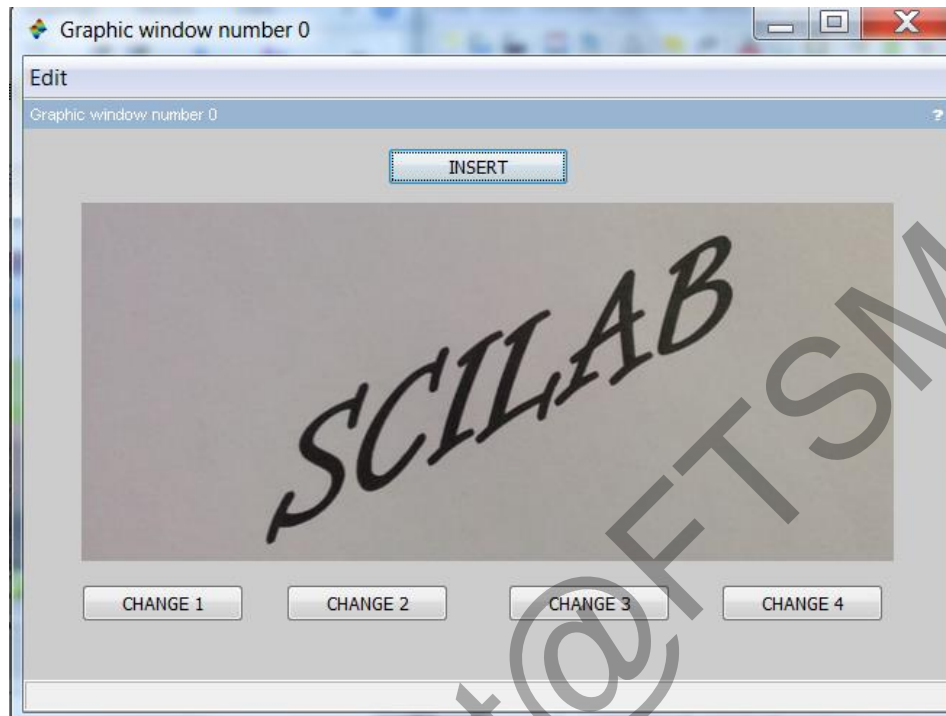 Graphic window number 0
Edit
Graphic window number 0 ?
INSERT
SCILAB
CHANGE 1 CHANGE 2 CHANGE 3 CHANGE 4
t@FTSM